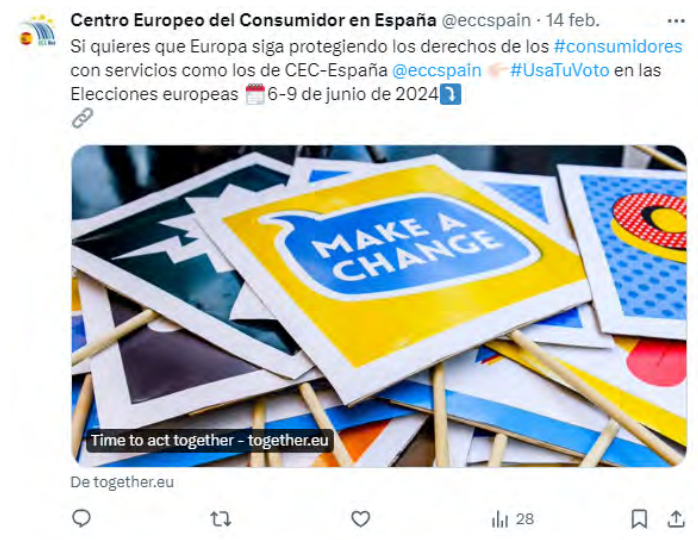 Centro Europeo del Consumidor en España @eccspain · 14 feb.
Si quieres que Europa siga protegiendo los derechos de los #consumidores
con servicios como los de CEC-España @eccspain 👉🏻 #UsaTuVoto en las
Elecciones europeas 🗓️6-9 de junio de 2024⤵️
🔗
MAKE A
CHANGE
Time to act together - together.eu
De together.eu
28